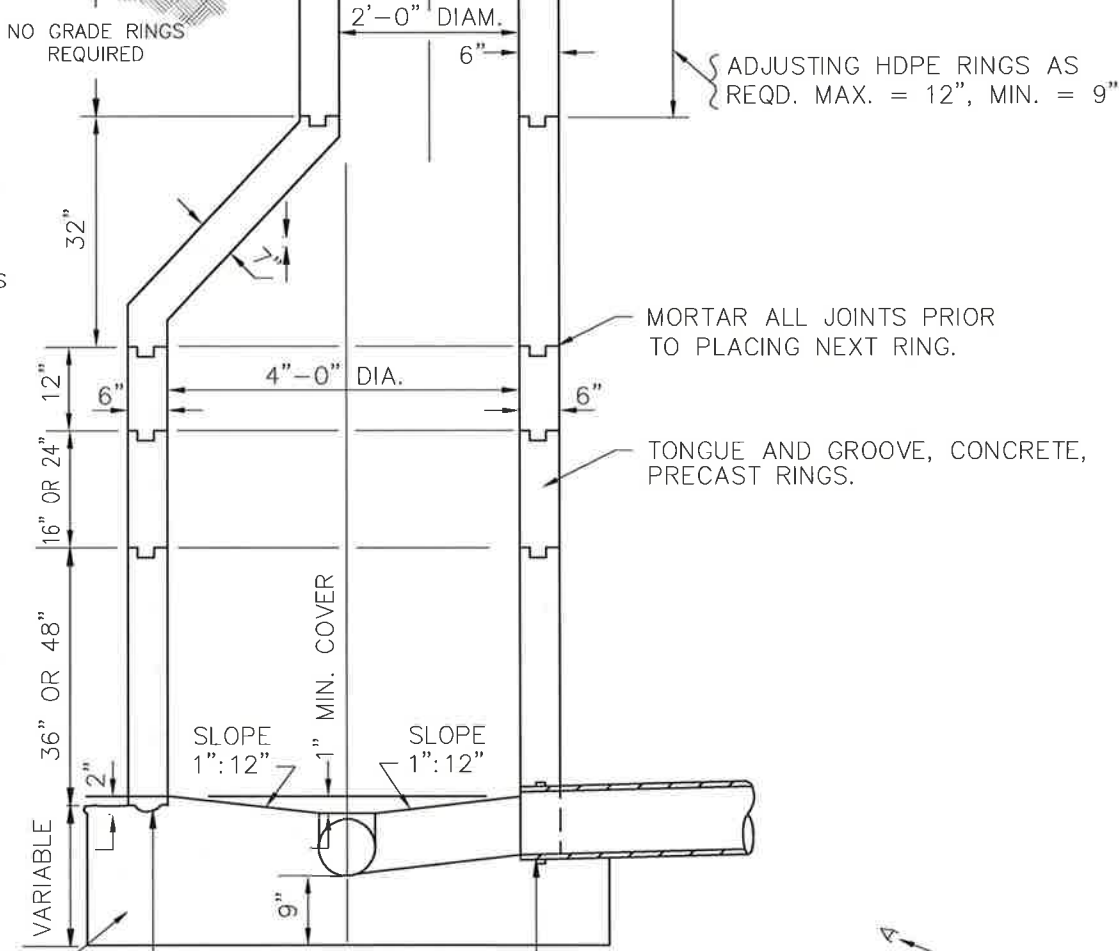 NO GRADE RINGS
REQUIRED
2'-0" DIAM.
6"
ADJUSTING HDPE RINGS AS
REQD. MAX. = 12", MIN. = 9"
32"
7"
S
MORTAR ALL JOINTS PRIOR
TO PLACING NEXT RING.
12"
6"
4"-0" DIA.
6"
16" OR 24"
TONGUE AND GROOVE, CONCRETE,
PRECAST RINGS.
36" OR 48"
1" MIN. COVER
SLOPE
1":12"
SLOPE
1":12"
2"
VARIABLE
9"
A